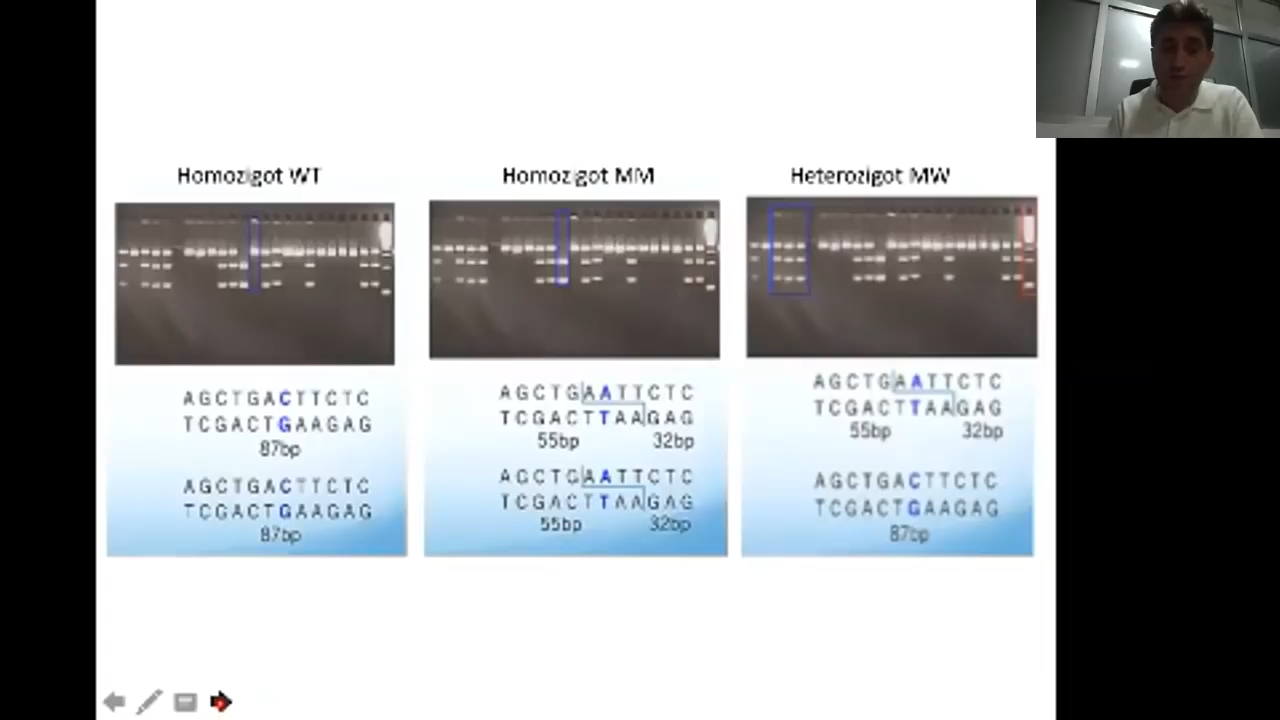 Homozigot WT
AGCTGACTTCTC
TCGACTGAAGAG
87bp
AGCTGACTTCTC
TCGACTGAAGAG
87bp
Homozigot MM
AGCTGAATTCTC
TCGACTTAAGAG
55bp 32bp
AGCTGAATTCTC
TCGACTTAAGAG
55bp 32bp
Heterozigot MW
AGCTGAATTCTC
TCGACTTAAGAG
55bp 32bp
AGCTGACTTCTC
TCGACTGAAGAG
87bp